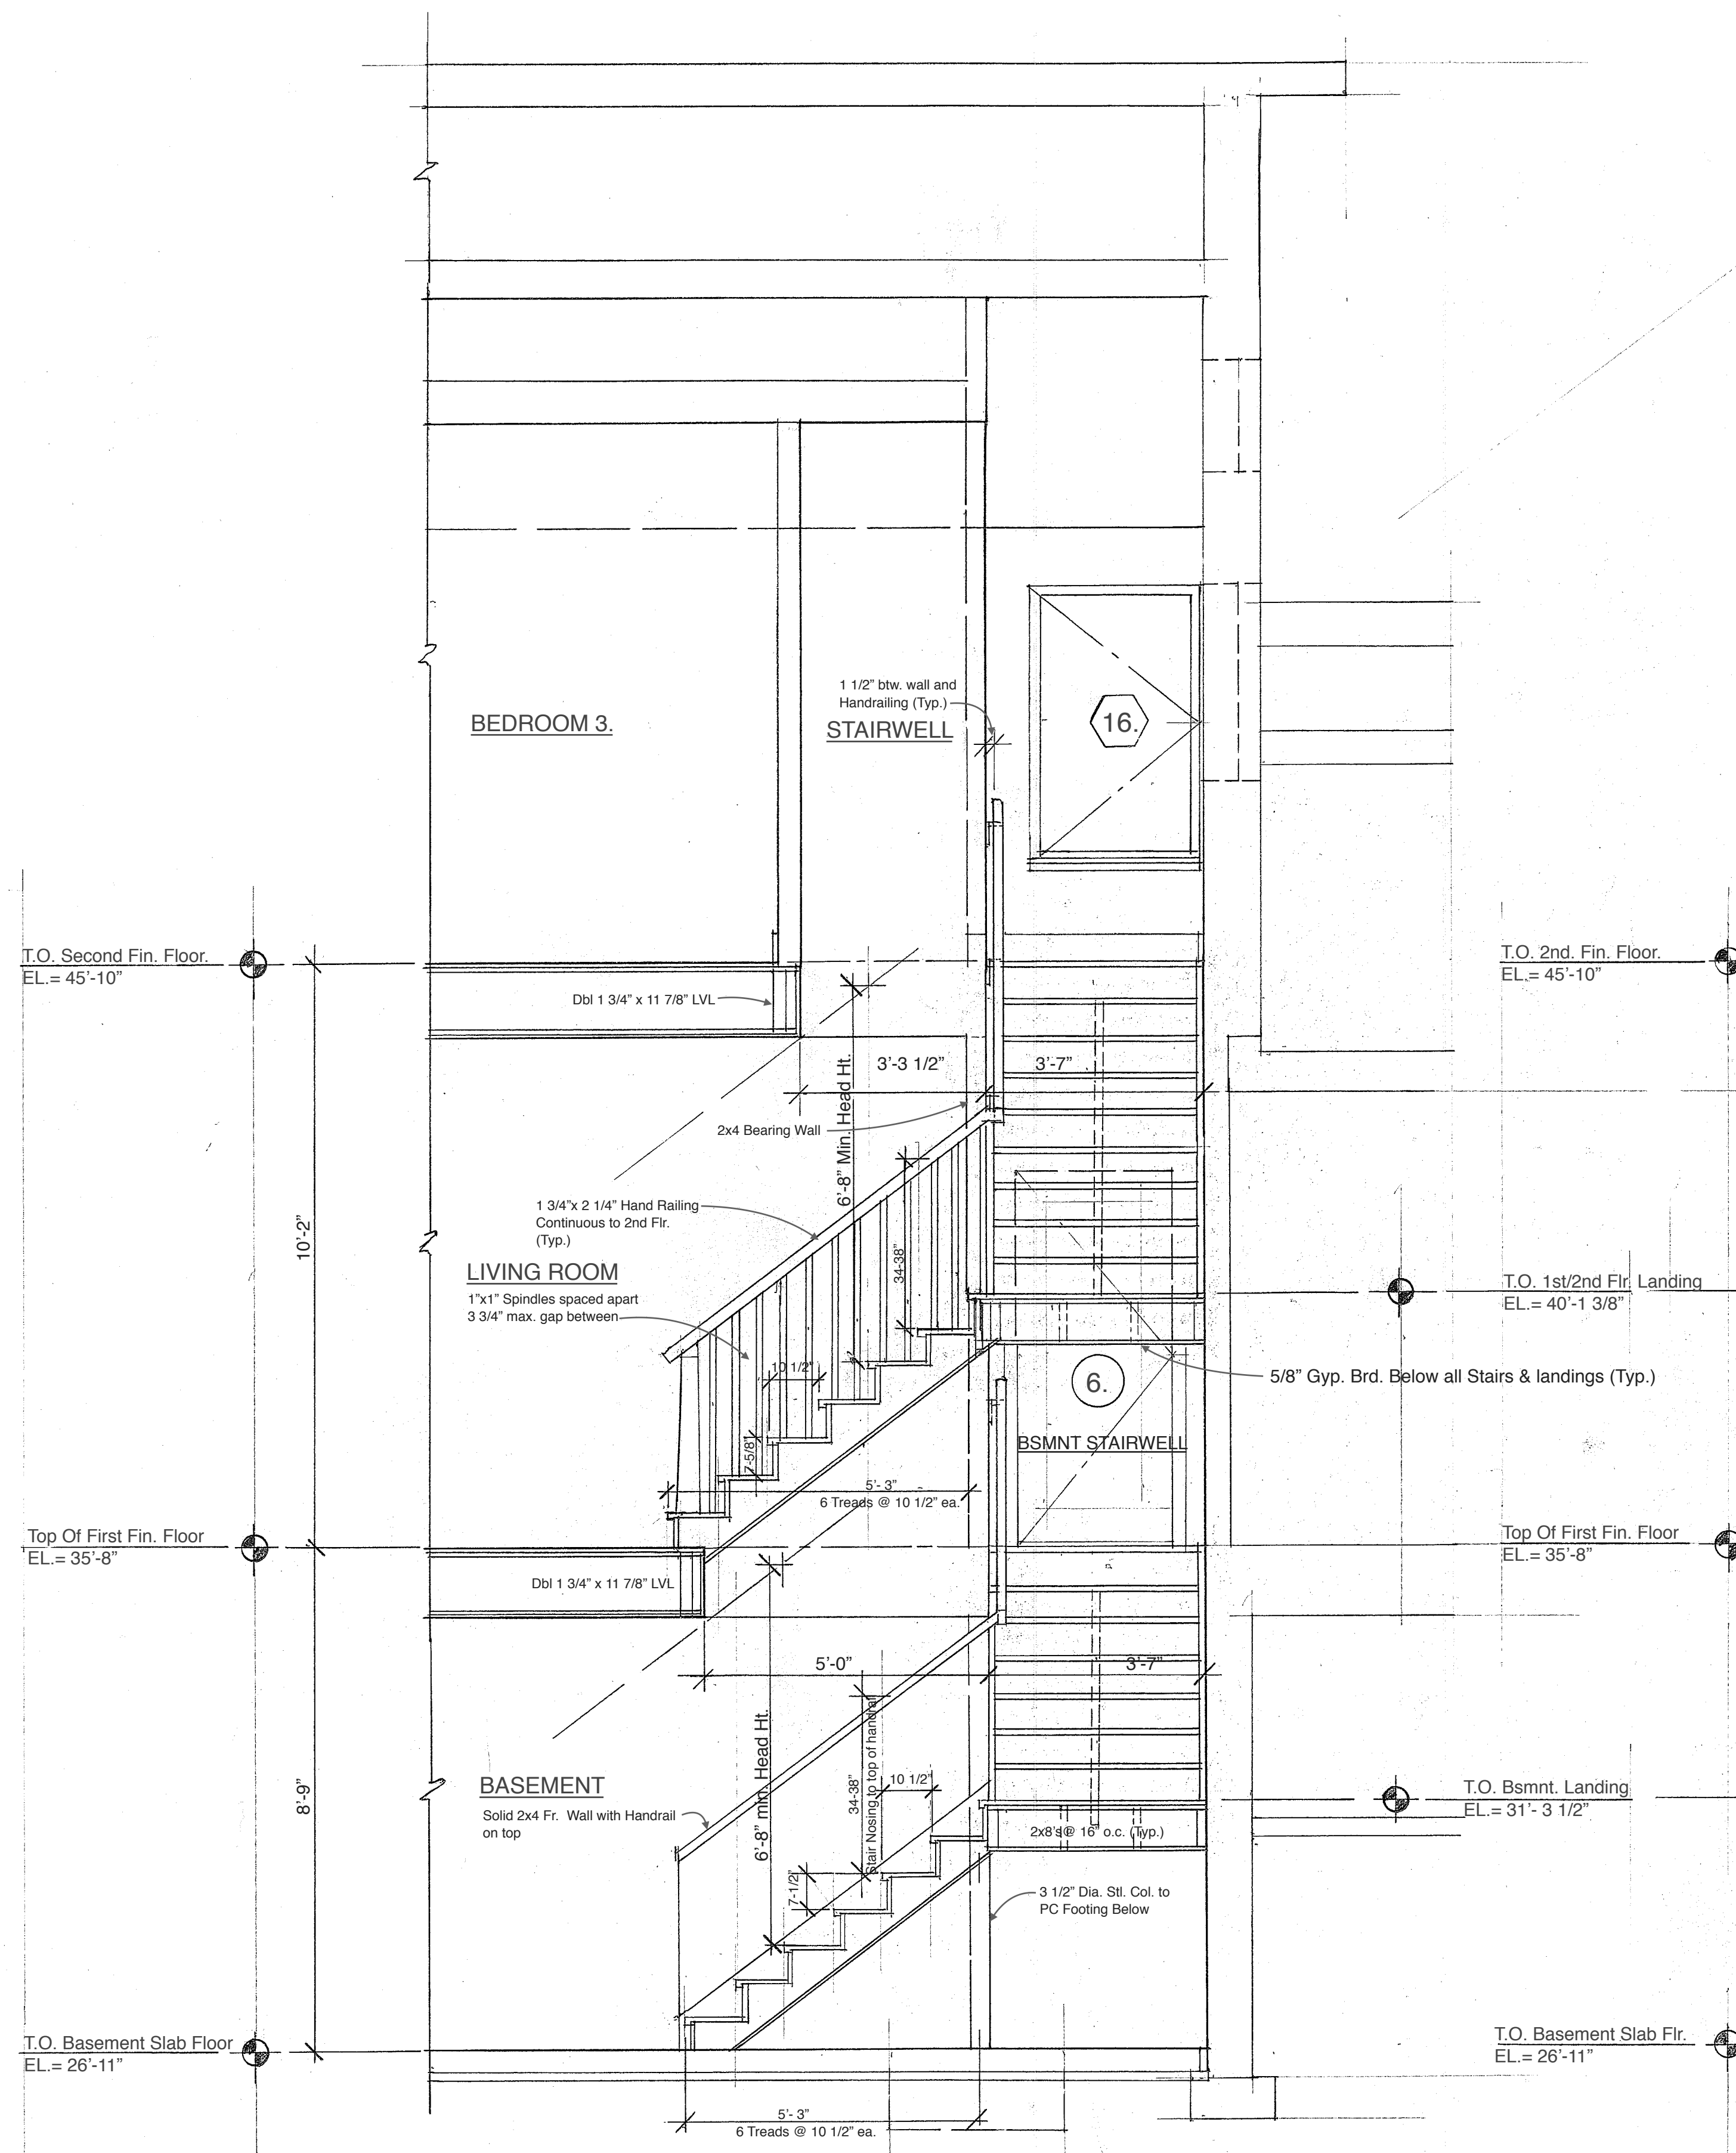 1 1/2” btw. wall and
Handrailing (Typ.)
BEDROOM 3.
STAIRWELL
16.
T.O. Second Fin. Floor.
EL.= 45’-10”
T.O. 2nd. Fin. Floor.
EL.= 45’-10”
Dbl 1 3/4” x 11 7/8” LVL
3’-3 1/2”
3’-7”
6’-8” Min. Head Ht.
2x4 Bearing Wall
1 3/4”x 2 1/4” Hand Railing
Continuous to 2nd Flr.
(Typ.)
10’-2”
34-38”
LIVING ROOM
1”x1” Spindles spaced apart
3 3/4” max. gap between
T.O. 1st/2nd Flr. Landing
EL.= 40’-1 3/8”
10 1/2”
6.
5/8” Gyp. Brd. Below all Stairs & landings (Typ.)
BSMNT STAIRWELL
7-5/8”
5’- 3”
6 Treads @ 10 1/2” ea.
Top Of First Fin. Floor
EL.= 35’-8”
Top Of First Fin. Floor
EL.= 35’-8”
Dbl 1 3/4” x 11 7/8” LVL
5’-0”
3’-7”
6’-8” min. Head Ht.
34-38”
Stair Nosing to top of handrail
10 1/2”
8’-9”
BASEMENT
Solid 2x4 Fr. Wall with Handrail
on top
T.O. Bsmnt. Landing
EL.= 31’- 3 1/2”
2x8’s@ 16” o.c. (Typ.)
7-1/2”
3 1/2” Dia. Stl. Col. to
PC Footing Below
T.O. Basement Slab Floor
EL.= 26’-11”
T.O. Basement Slab Flr.
EL.= 26’-11”
5’- 3”
6 Treads @ 10 1/2” ea.